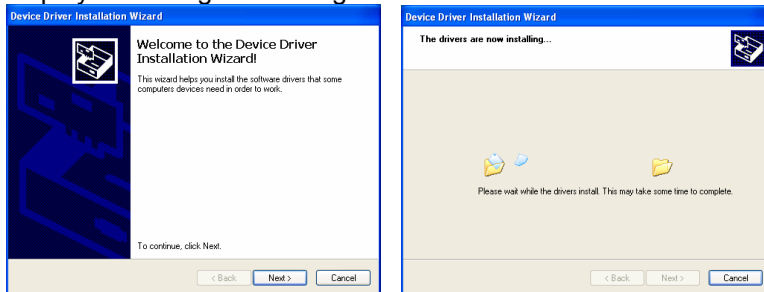 Device Driver Installation Wizard
Welcome to the Device Driver
Installation Wizard!
This wizard helps you install the software drivers that some
computers devices need in order to work.
To continue, click Next.
< Back
Next >
Cancel
Device Driver Installation Wizard
The drivers are now installing...
Please wait while the drivers install. This may take some time to complete.
< Back
Next >
Cancel